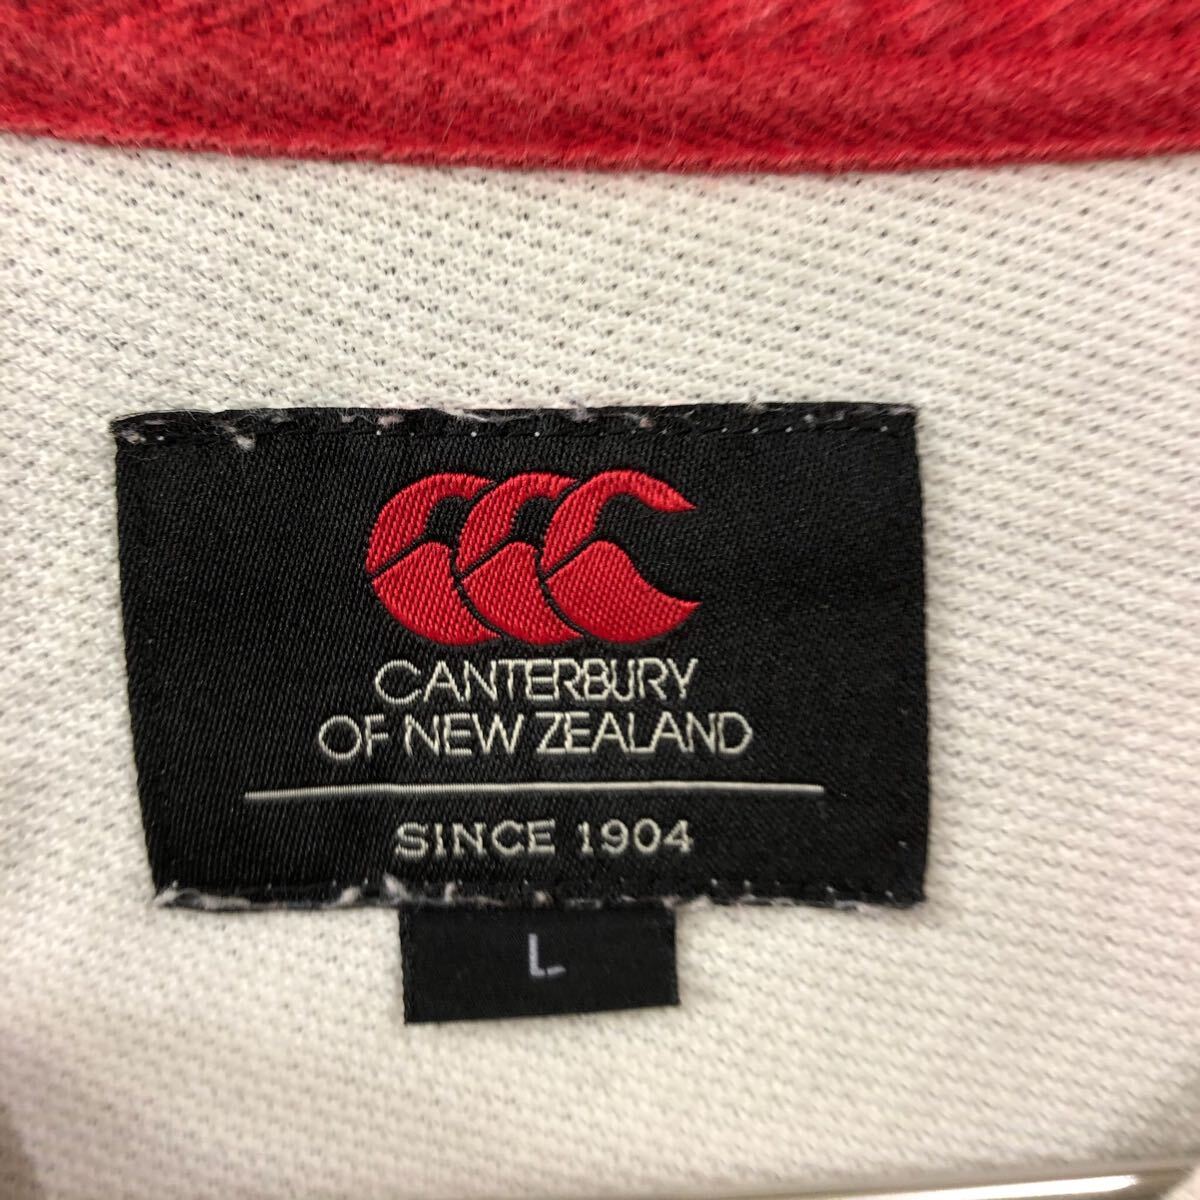 CANTERBURY
OF NEW ZEALAND
SINCE 1904
L